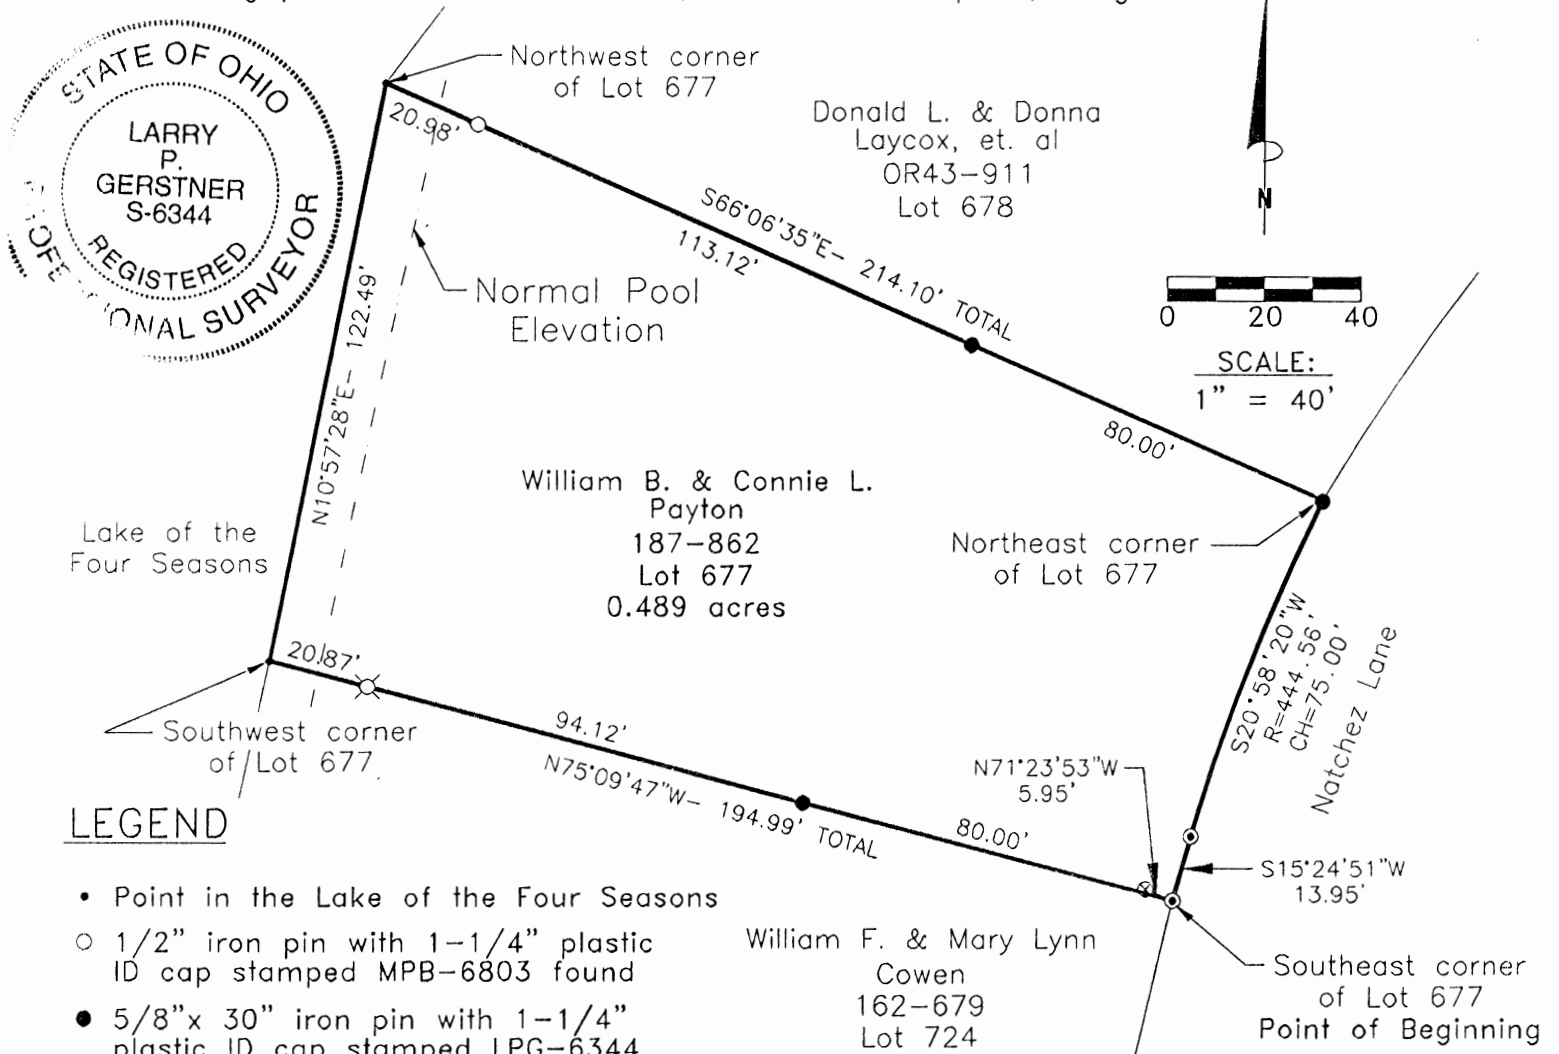 Northwest corner
of Lot 677
STATE OF OHIO
LARRY
P.
GERSTNER
S-6344
REGISTERED
SURVEYOR
20.98'
Donald L. & Donna
Laycox, et. al
OR43-911
Lot 678
N
S66°06'35"E- 214.10' TOTAL
113.12'
Normal Pool
Elevation
0 20 40
SCALE:
1" = 40'
N10°57'28"E- 122.49'
80.00'
William B. & Connie L.
Payton
187-862
Lot 677
0.489 acres
Lake of the
Four Seasons
Northeast corner
of Lot 677
S20°58'20"W
R=444.56'
CH=75.00'
Natchez Lane
20.87'
Southwest corner
of Lot 677
94.12'
N75°09'47"W- 194.99' TOTAL
80.00'
N71°23'53"W
5.95'
S15°24'51"W
13.95'
LEGEND
• Point in the Lake of the Four Seasons
○ 1/2" iron pin with 1-1/4" plastic
ID cap stamped MPB-6803 found
● 5/8"x 30" iron pin with 1-1/4"
plastic ID cap stamped LPG-6344
William F. & Mary Lynn
Cowen
162-679
Lot 724
Southeast corner
of Lot 677
Point of Beginning